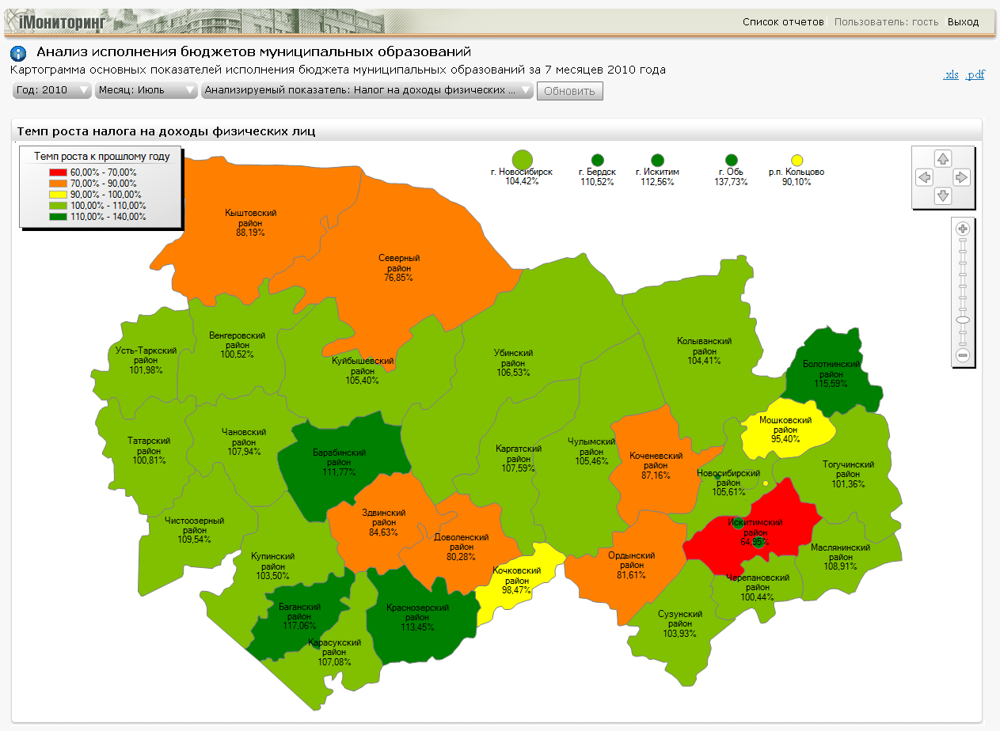 iМониторинг
Список отчетов Пользователь: гость Выход
Анализ исполнения бюджетов муниципальных образований
Картограмма основных показателей исполнения бюджета муниципальных образований за 7 месяцев 2010 года
.xls .pdf
Год: 2010 Месяц: Июль Анализируемый показатель: Налог на доходы физических ... Обновить
Темп роста налога на доходы физических лиц
Темп роста к прошлому году
60,00% - 70,00%
70,00% - 90,00%
90,00% - 100,00%
100,00% - 110,00%
110,00% - 140,00%
г. Новосибирск
104,42%
г. Бердск
110,52%
г. Искитим
112,56%
г. Обь
137,73%
р.п. Кольцово
90,10%
Кыштовский
район
88,19%
Северный
район
76,85%
Усть-Таркский
район
101,98%
Венгеровский
район
100,52%
Куйбышевский
район
105,40%
Убинский
район
106,53%
Колыванский
район
104,41%
Болотнинский
район
115,59%
Татарский
район
100,81%
Чановский
район
107,94%
Барабинский
район
111,77%
Каргатский
район
107,59%
Чулымский
район
105,46%
Коченевский
район
87,16%
Мошковский
район
95,40%
Новосибирский
район
105,61%
Тогучинский
район
101,36%
Чистоозерный
район
109,54%
Здвинский
район
84,63%
Доволенский
район
80,28%
Искитимский
район
64,95%
Купинский
район
103,50%
Кочковский
район
98,47%
Ордынский
район
81,61%
Маслянинский
район
108,91%
Черепановский
район
100,44%
Баганский
район
117,06%
Краснозерский
район
113,45%
Сузунский
район
103,93%
Карасукский
район
107,08%